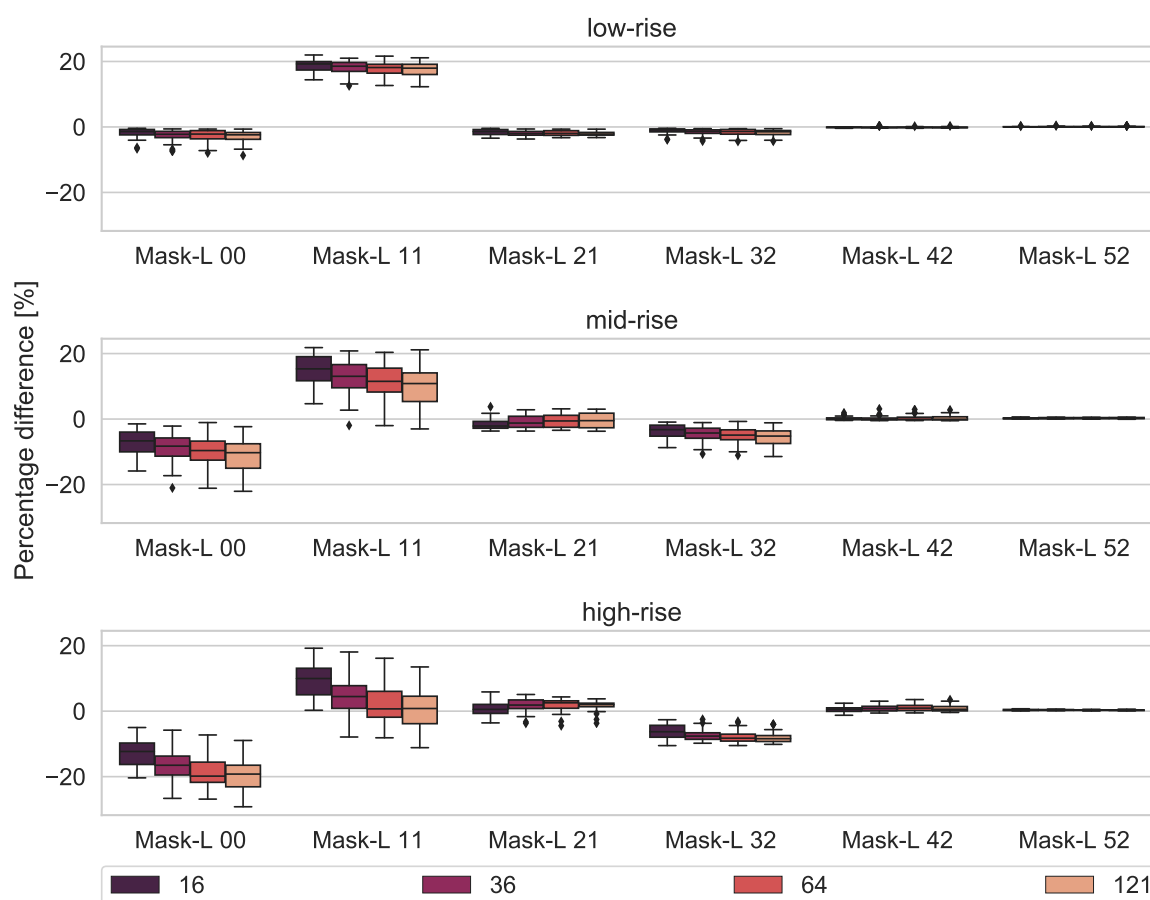 low-rise
20
0
−20
Mask-L 00 Mask-L 11 Mask-L 21 Mask-L 32 Mask-L 42 Mask-L 52
Percentage difference [%]
mid-rise
20
0
−20
Mask-L 00 Mask-L 11 Mask-L 21 Mask-L 32 Mask-L 42 Mask-L 52
high-rise
20
0
−20
Mask-L 00 Mask-L 11 Mask-L 21 Mask-L 32 Mask-L 42 Mask-L 52
16 36 64 121